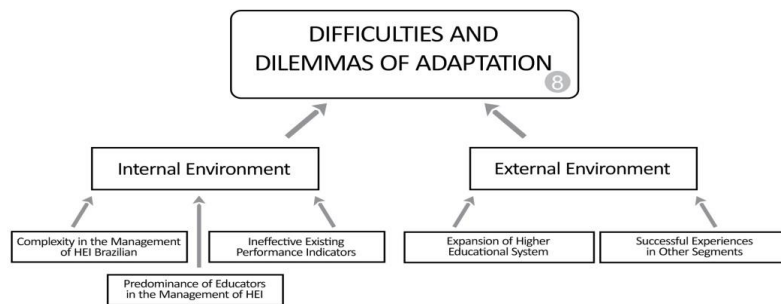 DIFFICULTIES AND
DILEMMAS OF ADAPTATION
8
Internal Environment
External Environment
Complexity in the Management
of HEI Brazilian
Ineffective Existing
Performance Indicators
Expansion of Higher
Educational System
Successful Experiences
in Other Segments
Predominance of Educators
in the Management of HEI